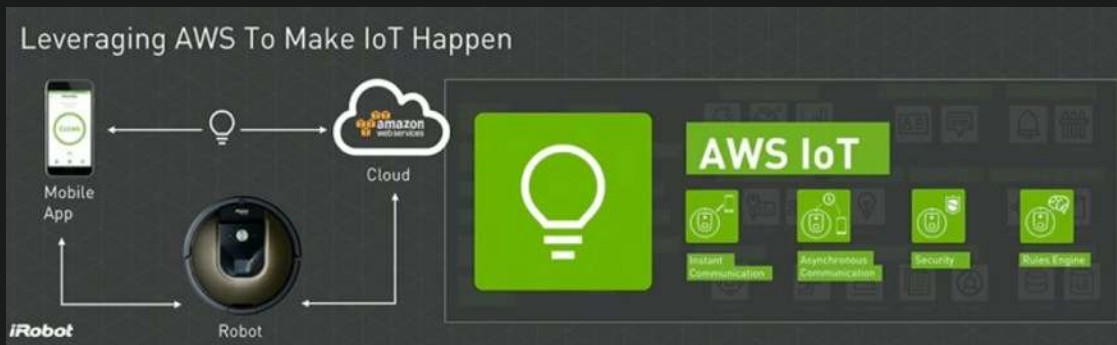 Leveraging AWS To Make IoT Happen
CLEAN
amazon
webservices
Cloud
Mobile
App
Robot
iRobot
AWS IoT
Instant
Communication
Asynchronous
Communication
Security
Rules Engine